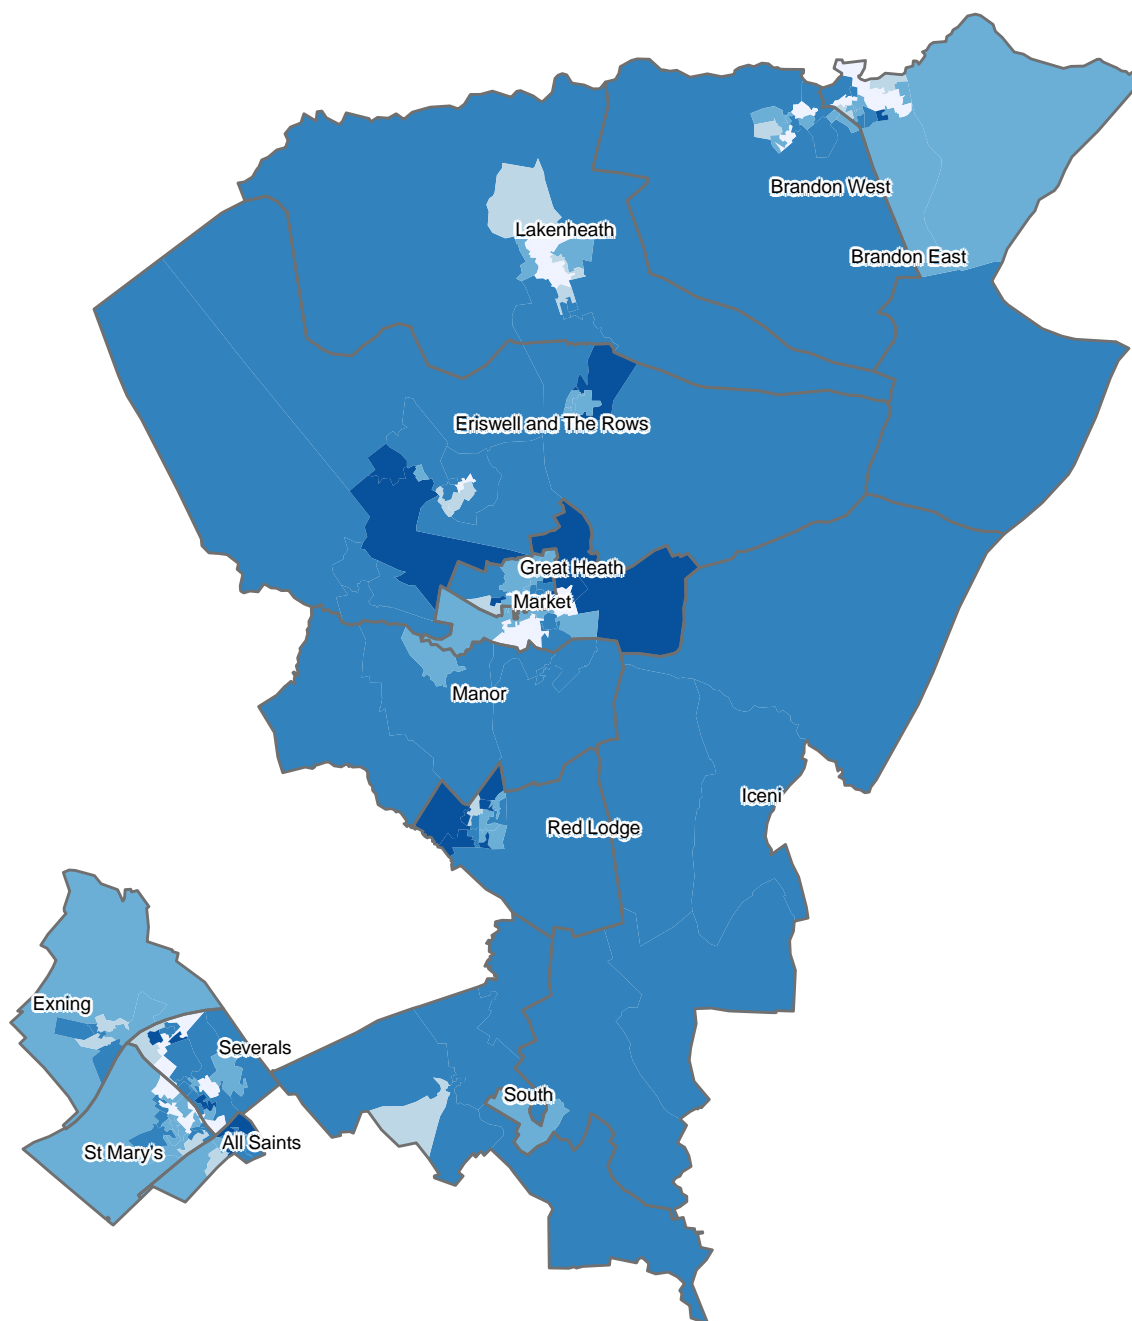 Brandon West
Lakenheath
Brandon East
Eriswell and The Rows
Great Heath
Market
Manor
Iceni
Red Lodge
Exning
Severals
South
All Saints
St Mary's